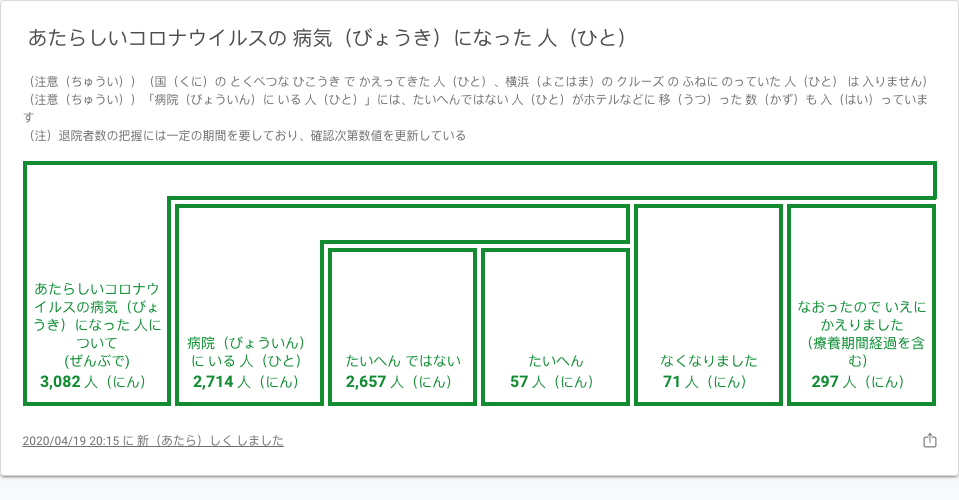 あたらしいコロナウイルスの 病気（びょうき）になった 人（ひと）
（注意（ちゅうい））（国（くに）の とくべつな ひこうき で かえってきた 人（ひと）、横浜（よこはま）の クルーズ の ふねに のっていた 人（ひと） は 入りません）
（注意（ちゅうい））「病院（びょういん）に いる 人（ひと）」には、たいへんではない 人（ひと）がホテルなどに 移（うつ）った 数（かず）も 入（はい）っていま
す
（注）退院者数の把握には一定の期間を要しており、確認次第数値を更新している
あたらしいコロナウ
イルスの病気（びょ
うき）になった 人に
ついて
(ぜんぶで)
3,082 人（にん）
病院（びょういん）
に いる 人（ひと）
2,714 人（にん）
たいへん ではない
2,657 人（にん）
たいへん
57 人（にん）
なくなりました
71 人（にん）
なおったので いえに
かえりました
（療養期間経過を含
む）
297 人（にん）
2020/04/19 20:15 に 新（あたら）しく しました